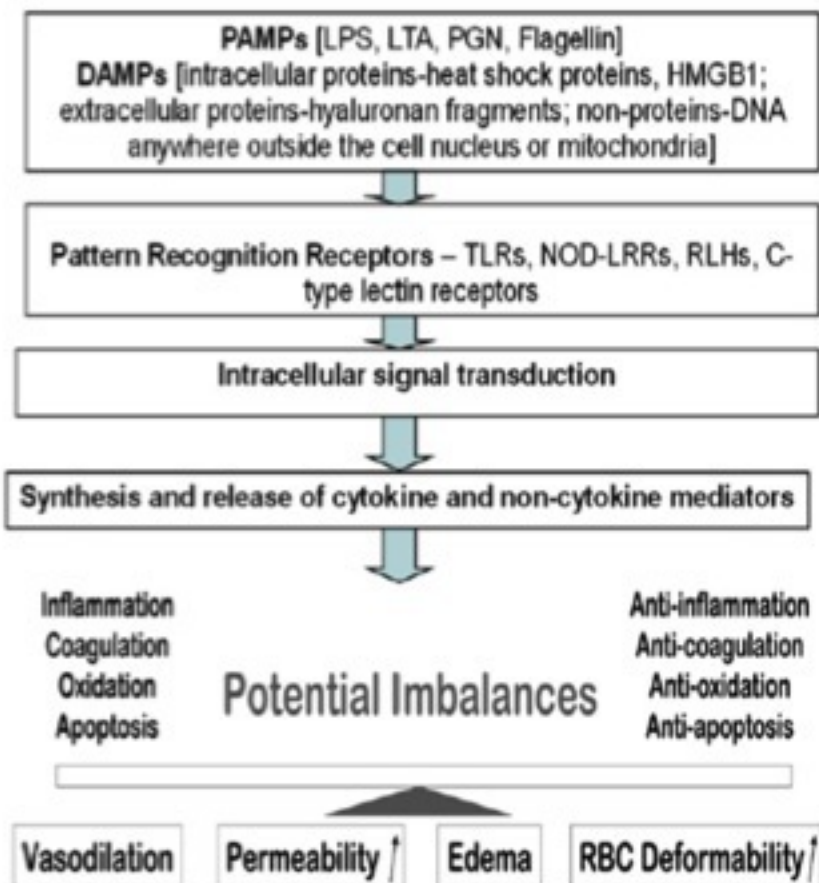 PAMPs [LPS, LTA, PGN, Flagellin]
DAMPs [intracellular proteins-heat shock proteins, HMGB1;
extracellular proteins-hyaluronan fragments; non-proteins-DNA
anywhere outside the cell nucleus or mitochondria]
Pattern Recognition Receptors – TLRs, NOD-LRRs, RLHs, C-
type lectin receptors
Intracellular signal transduction
Synthesis and release of cytokine and non-cytokine mediators
Inflammation
Coagulation
Oxidation
Apoptosis
Potential Imbalances
Anti-inflammation
Anti-coagulation
Anti-oxidation
Anti-apoptosis
Vasodilation
Permeability ↑
Edema
RBC Deformability ↑